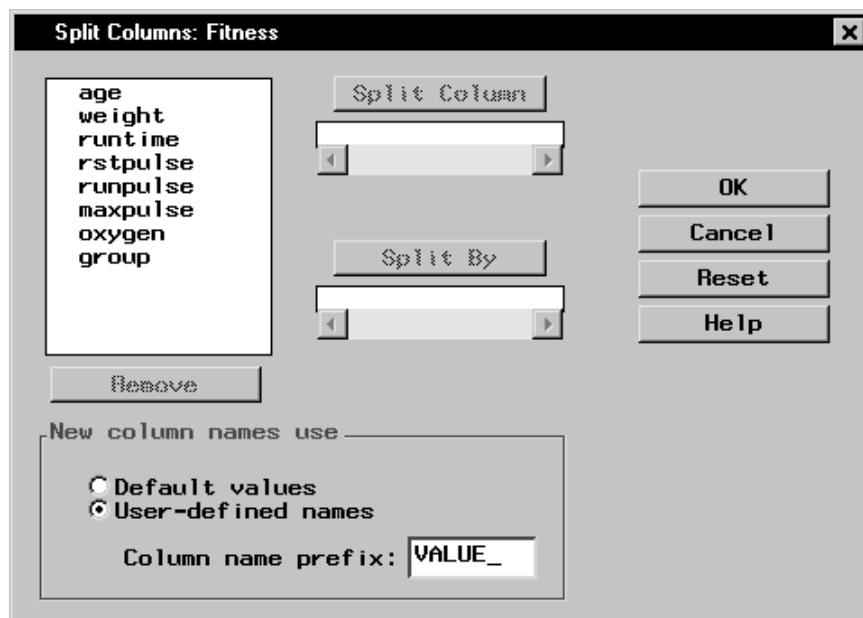 Split Columns: Fitness
age
weight
runtime
rstpulse
runpulse
maxpulse
oxygen
group
Remove
Split Column
Split By
OK
Cancel
Reset
Help
New column names use
Default values
User-defined names
Column name prefix: VALUE_